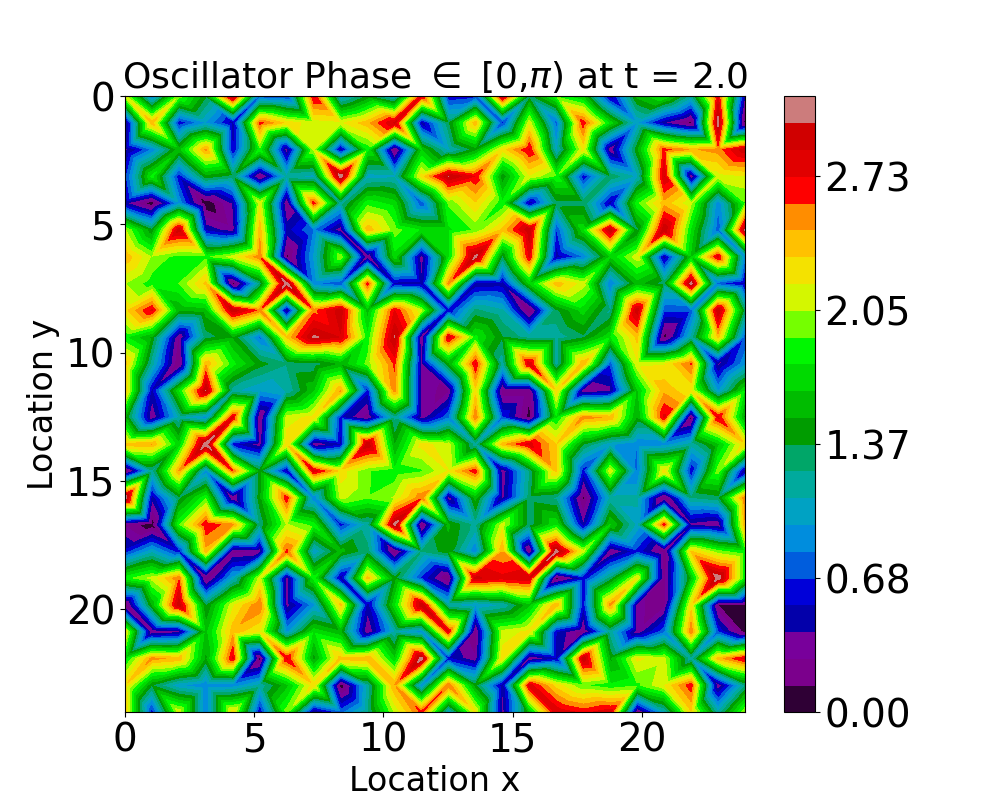 Oscillator Phase ∈ [0,π) at t = 2.0
0
5
10
15
20
Location y
0 5 10 15 20
Location x
2.73
2.05
1.37
0.68
0.00